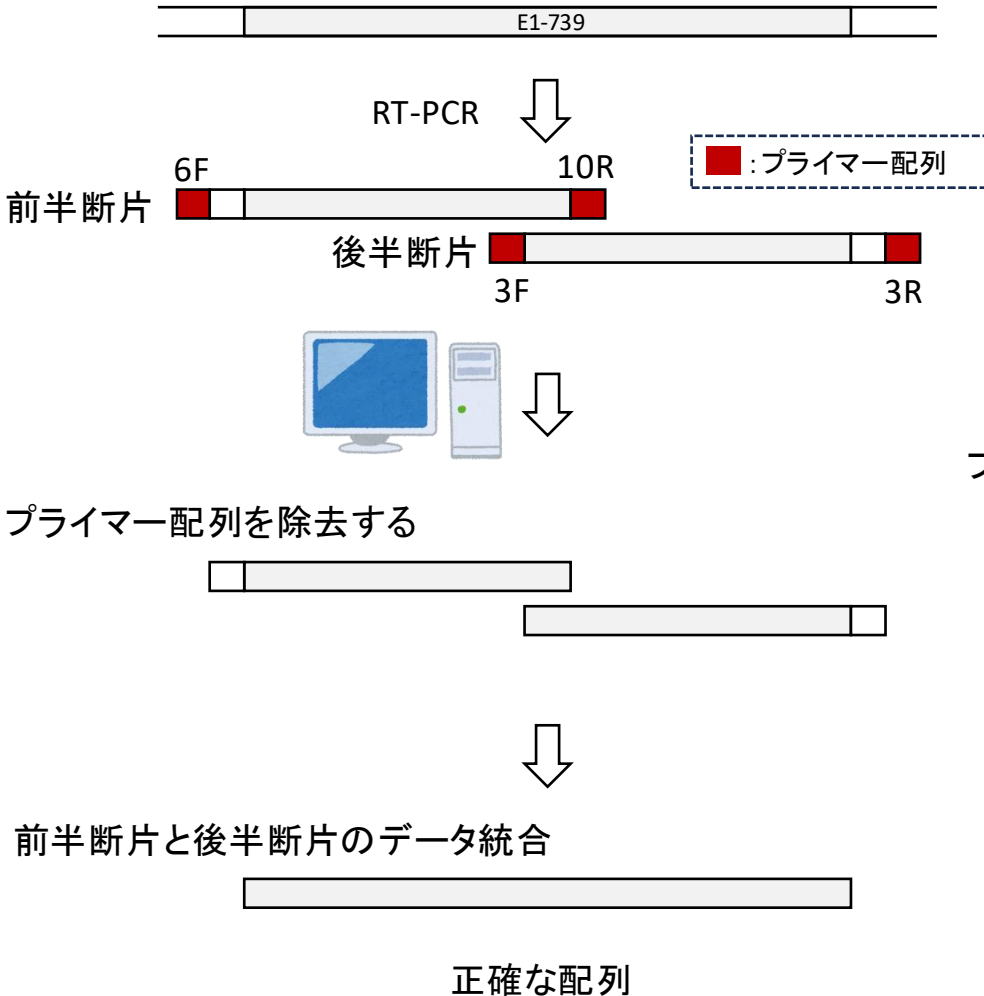 E1-739
RT-PCR
:プライマー配列
6F
10R
前半断片
後半断片
3F
3R
プライマー配列を除去する
前半断片と後半断片のデータ統合
正確な配列